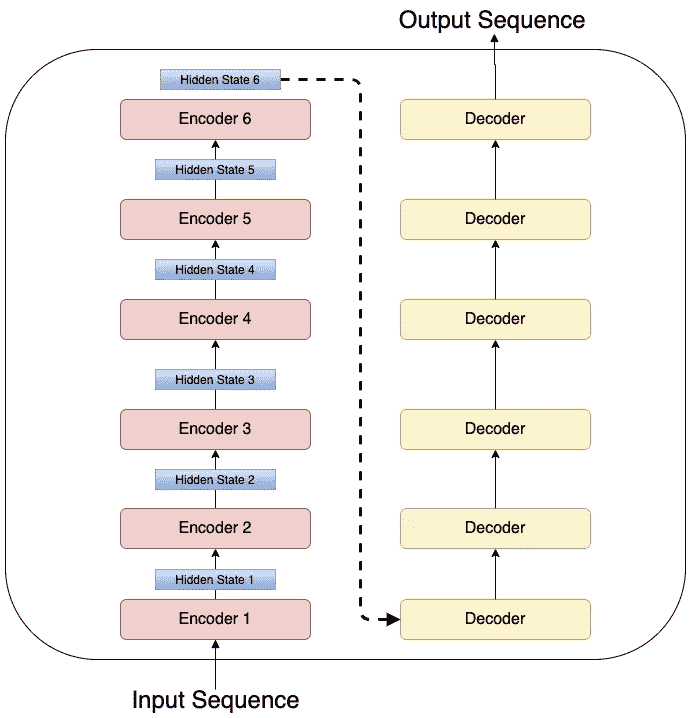 Output Sequence
Hidden State 6
Encoder 6
Hidden State 5
Encoder 5
Hidden State 4
Encoder 4
Hidden State 3
Encoder 3
Hidden State 2
Encoder 2
Hidden State 1
Encoder 1
Input Sequence
Decoder
Decoder
Decoder
Decoder
Decoder
Decoder